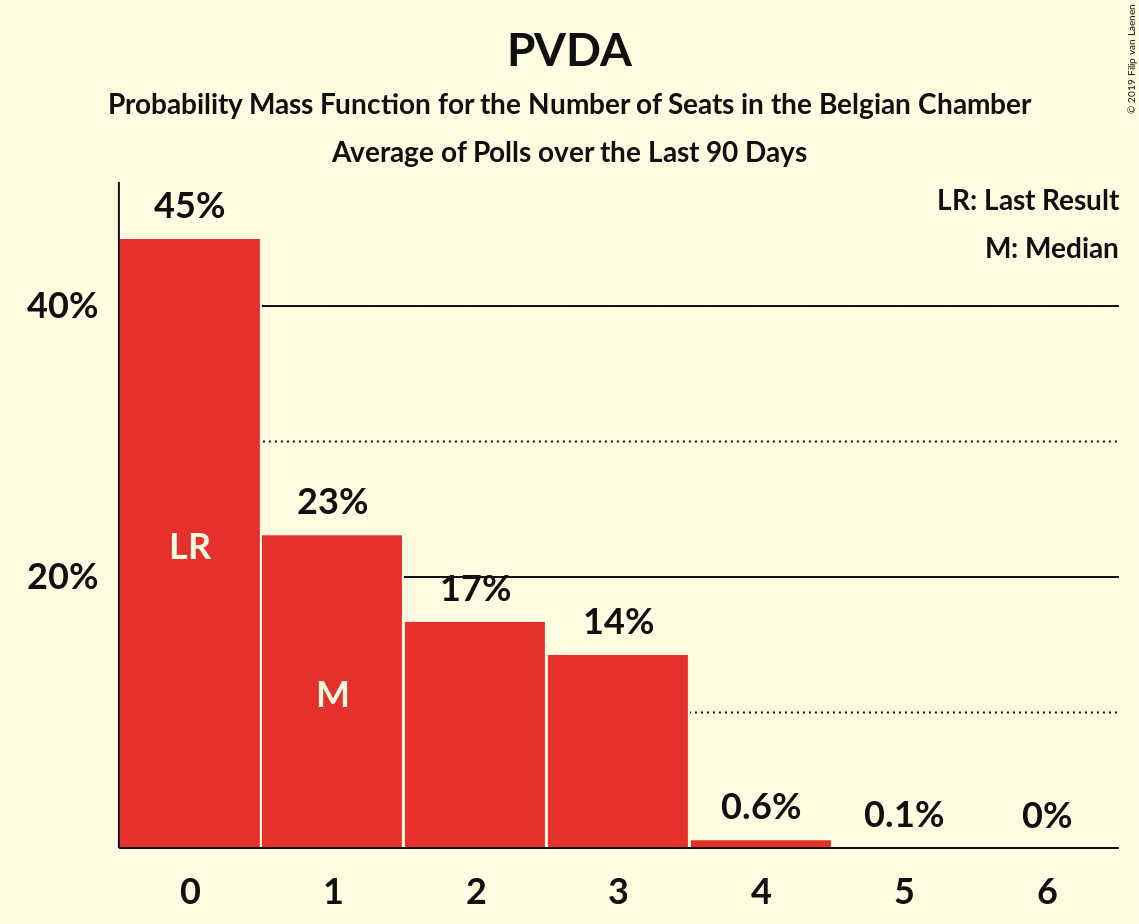 PVDA
Probability Mass Function for the Number of Seats in the Belgian Chamber
Average of Polls over the Last 90 Days
© 2019 Filip van Laenen
LR: Last Result
M: Median
45%
40%
23%
LR
20%
17%
14%
M
0.6%
0.1%
0%
0 1 2 3 4 5 6